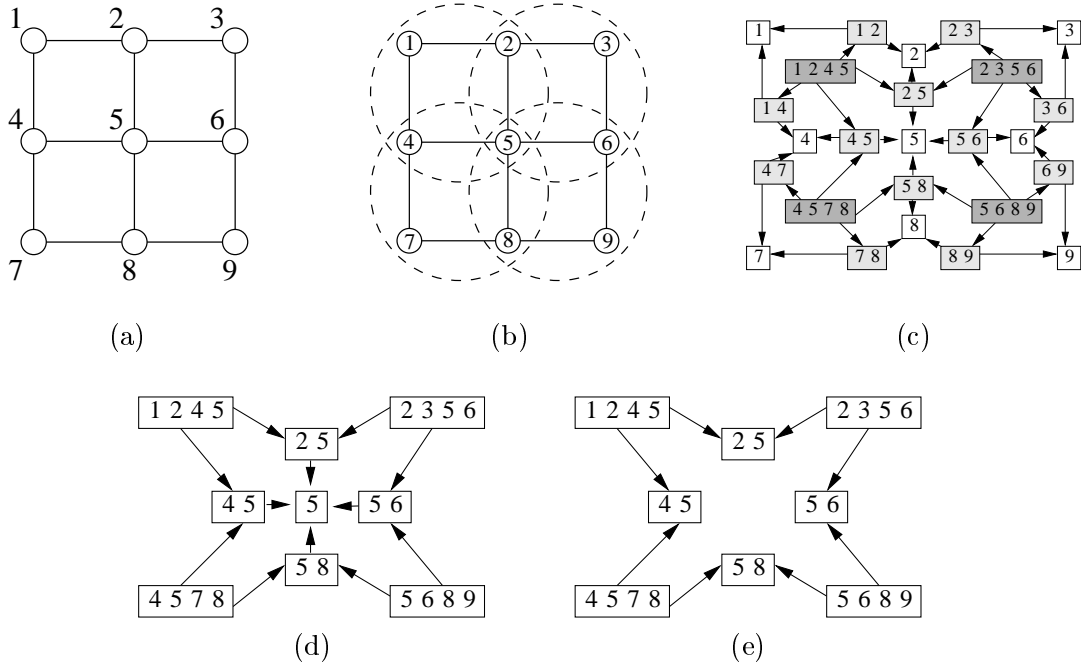 1 2 3
4 5 6
7 8 9
(a)
1 2 3
4 5 6
7 8 9
(b)
1 1 2 2 3 3
2
1 2 4 5 2 3 5 6
2 5
1 4 3 6
4 4 5 5 5 6 6
4 7 6 9
5 8
4 5 7 8 5 6 8 9
8
7 7 8 8 9 9
(c)
1 2 4 5 2 3 5 6
2 5
4 5 5 5 6
5 8
4 5 7 8 5 6 8 9
(d)
1 2 4 5 2 3 5 6
2 5
4 5 5 6
5 8
4 5 7 8 5 6 8 9
(e)